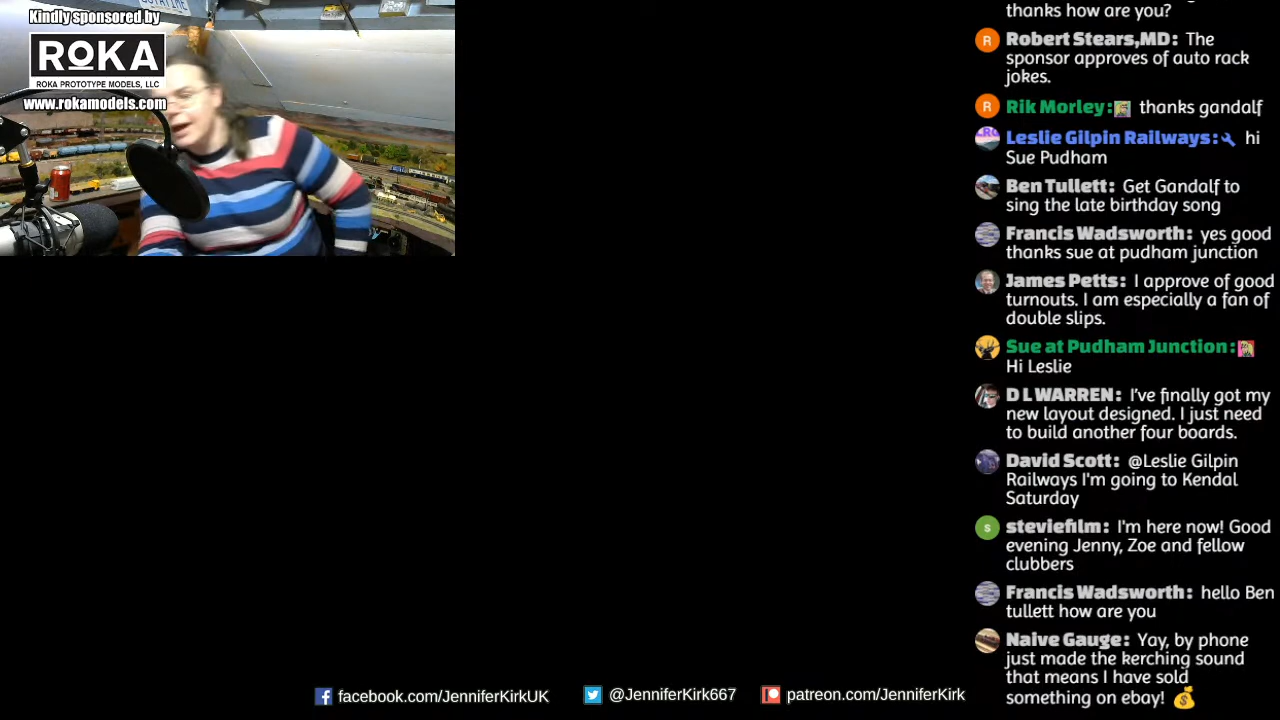 Kindly sponsored by
ROKA
ROKA PROTOTYPE MODELS, LLC
www.rokamodels.com
thanks how are you?
Robert Stears,MD: The
sponsor approves of auto rack
jokes.
Rik Morley: thanks gandalf
Leslie Gilpin Railways: hi
Sue Pudham
Ben Tullett: Get Gandalf to
sing the late birthday song
Francis Wadsworth: yes good
thanks sue at pudham junction
James Petts: I approve of good
turnouts. I am especially a fan of
double slips.
Sue at Pudham Junction:
Hi Leslie
D L WARREN: I've finally got my
new layout designed. I just need
to build another four boards.
David Scott: @Leslie Gilpin
Railways I'm going to Kendal
Saturday
steviefilm: I'm here now! Good
evening Jenny, Zoe and fellow
clubbers
Francis Wadsworth: hello Ben
tullett how are you
Naive Gauge: Yay, by phone
just made the kerching sound
that means I have sold
something on ebay! 💰
facebook.com/JenniferKirkUK
@JenniferKirk667
patreon.com/JenniferKirk